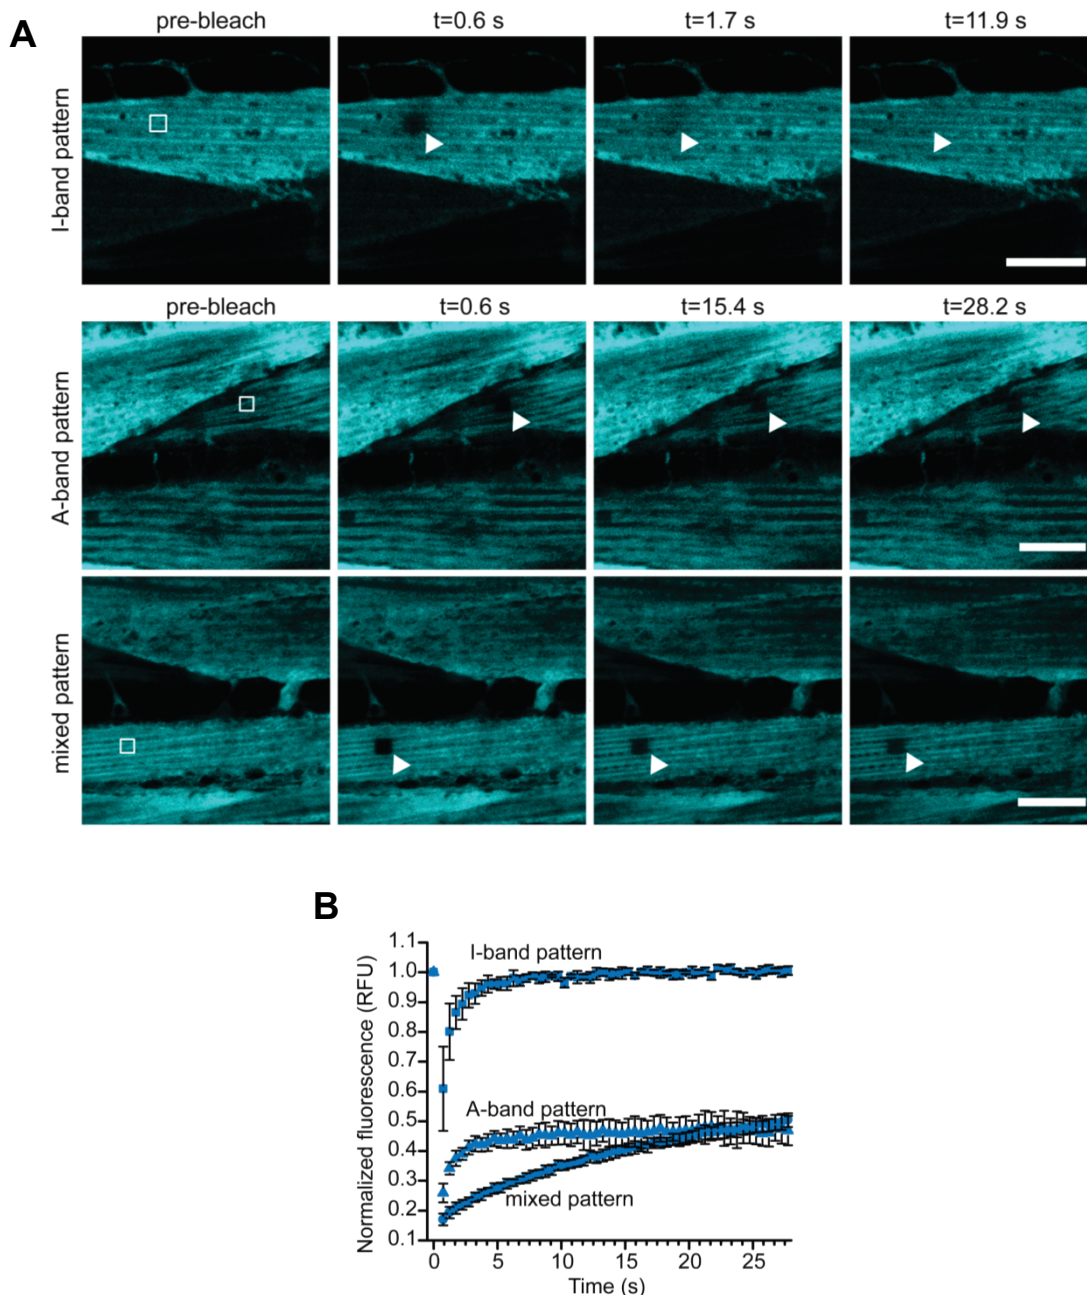 A
pre-bleach t=0.6 s t=1.7 s t=11.9 s
I-band pattern
pre-bleach t=0.6 s t=15.4 s t=28.2 s
A-band pattern
mixed pattern
B
Normalized fluorescence (RFU)
1.1
1.0
0.9
0.8
0.7
0.6
0.5
0.4
0.3
0.2
0.1
I-band pattern
A-band pattern
mixed pattern
0 5 10 15 20 25
Time (s)